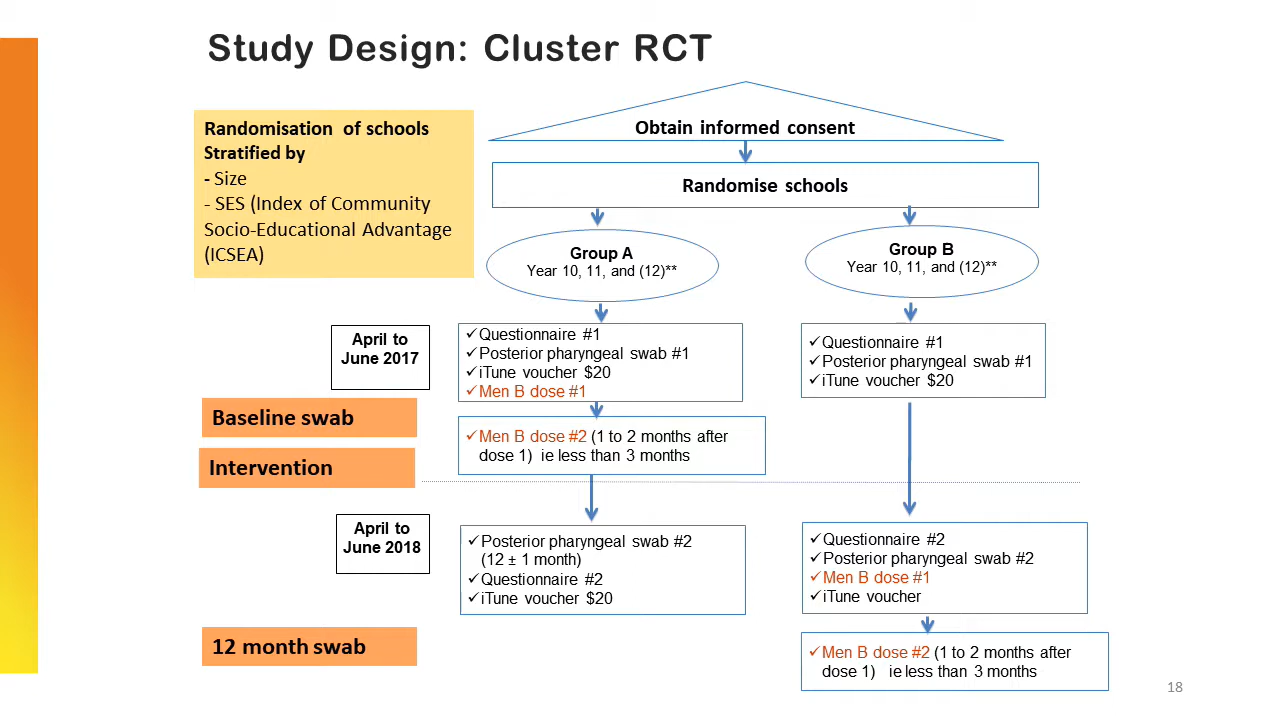 Study Design: Cluster RCT
Randomisation of schools
Stratified by
- Size
- SES (Index of Community
Socio-Educational Advantage
(ICSEA)
Obtain informed consent
Randomise schools
Group A
Year 10, 11, and (12)**
Group B
Year 10, 11, and (12)**
April to
June 2017
✓Questionnaire #1
✓Posterior pharyngeal swab #1
✓iTune voucher $20
✓Men B dose #1
✓Questionnaire #1
✓Posterior pharyngeal swab #1
✓iTune voucher $20
Baseline swab
✓Men B dose #2 (1 to 2 months after
dose 1) ie less than 3 months
Intervention
April to
June 2018
✓Posterior pharyngeal swab #2
(12 ± 1 month)
✓Questionnaire #2
✓iTune voucher $20
✓Questionnaire #2
✓Posterior pharyngeal swab #2
✓Men B dose #1
✓iTune voucher
12 month swab
✓Men B dose #2 (1 to 2 months after
dose 1) ie less than 3 months
18